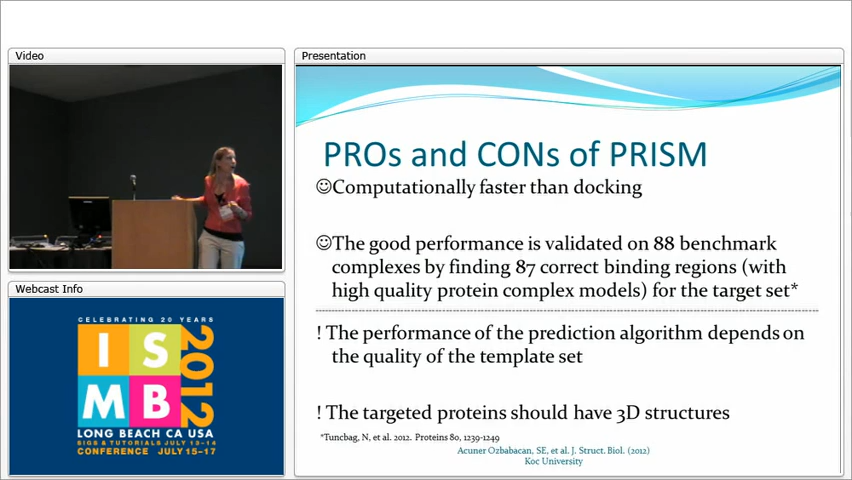 Video
Presentation
PROs and CONs of PRISM
☺Computationally faster than docking
☺The good performance is validated on 88 benchmark
complexes by finding 87 correct binding regions (with
high quality protein complex models) for the target set*
! The performance of the prediction algorithm depends on
the quality of the template set
! The targeted proteins should have 3D structures
*Tuncbag, N, et al. 2012. Proteins 80, 1239-1249
Acuner Ozbabacan, SE, et al. J. Struct. Biol. (2012)
Koc University
Webcast Info
CELEBRATING 20 YEARS
IS
MB
2012
LONG BEACH CA USA
SIGS & TUTORIALS JULY 13-14
CONFERENCE JULY 15-17